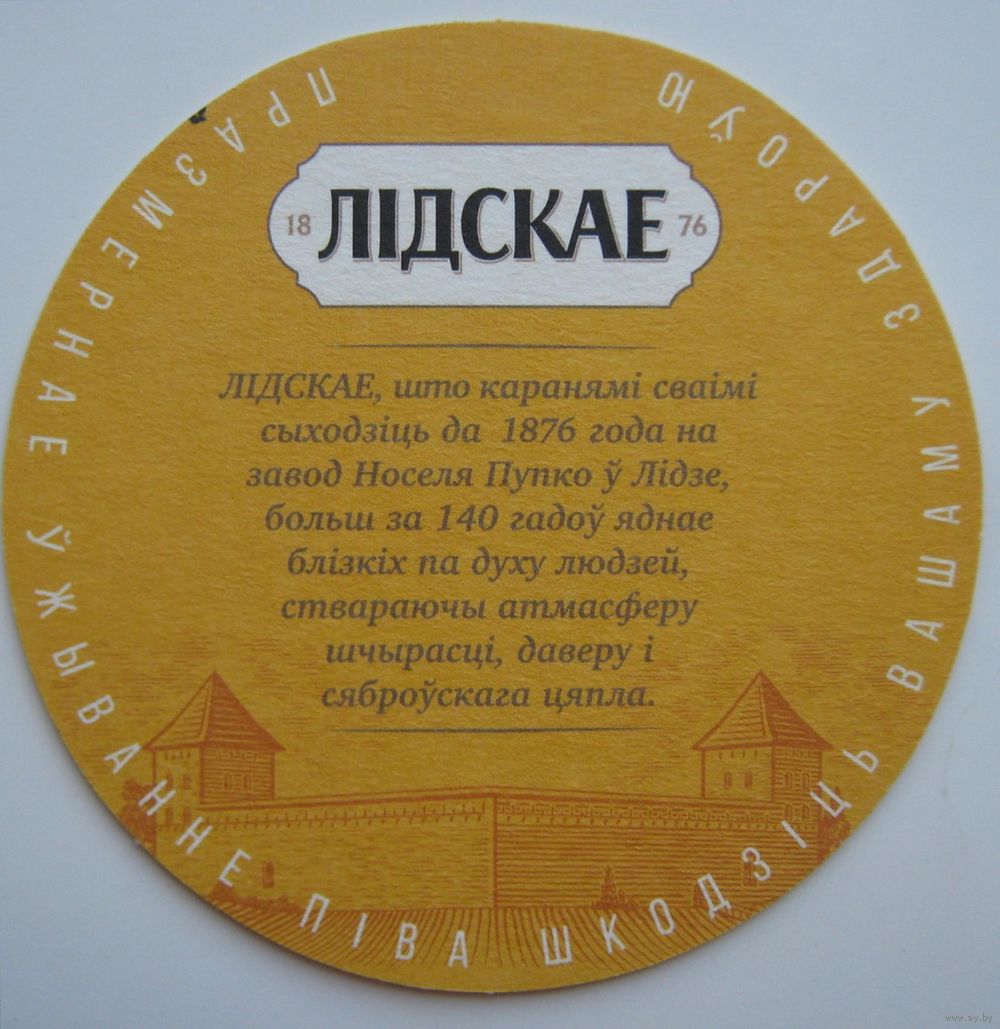 18 ЛІДСКАЕ 76
ЛІДСКАЕ, што каранямі сваімі
сыходзіць да 1876 года на
завод Носеля Пупко ў Лідзе,
больш за 140 гадоў яднае
блізкіх па духу людзей,
ствараючы атмасферу
шчырасці, даверу і
сяброўскага цяпла.
ПРАЗМЕРНАЕ ЎЖЫВАННЕ ПІВА ШКОДЗІЦЬ ВАШАМУ ЗДАРОЎЮ
www.ay.by